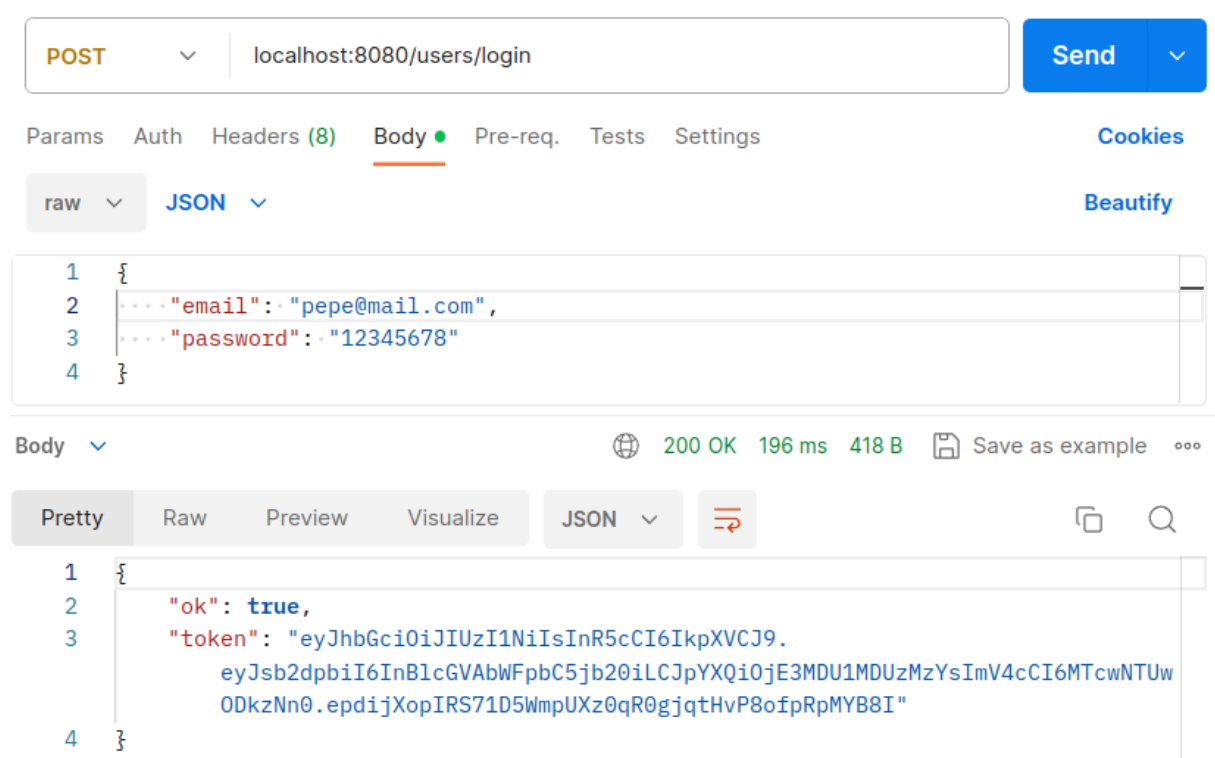 POST localhost:8080/users/login Send
Params Auth Headers (8) Body Pre-req. Tests Settings Cookies
raw JSON Beautify
1 {
2 "email": "pepe@mail.com",
3 "password": "12345678"
4 }
Body 200 OK 196 ms 418 B Save as example
Pretty Raw Preview Visualize JSON
1 {
2 "ok": true,
3 "token": "eyJhbGciOiJIUzI1NiIsInR5cCI6IkpXVCJ9.
eyJsb2dpbiI6InBlcGVAbWFpbC5jb20iLCJpYXQiOjE3MDU1MDUzMzYsImV4cCI6MTcwNTUw
ODkzNn0.epdijXopIRS71D5WmpUXz0qR0gjqtHvP8ofpRpMYB8I"
4 }